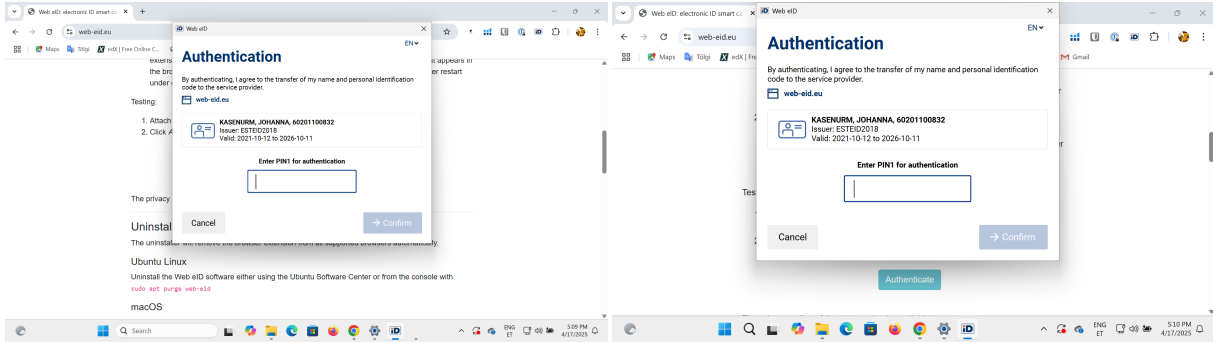 Web eID: electronic ID smart ca
web-eid.eu
Maps
Tõlgi
edX | Free Online C...
Web eID
EN
Authentication
By authenticating, I agree to the transfer of my name and personal identification
code to the service provider.
web-eid.eu
KASENURM, JOHANNA, 60201100832
Issuer: ESTEID2018
Valid: 2021-10-12 to 2026-10-11
Enter PIN1 for authentication
Cancel
→ Confirm
extens
t appears in
the bro
er restart
under
Testing:
1. Attach
2. Click A
The privacy
Uninstal
The uninstaller will remove the browser extension from all supported browsers automatically.
Ubuntu Linux
Uninstall the Web eID software either using the Ubuntu Software Center or from the console with
sudo apt purge web-eid
macOS
Search
ENG
ET
5:09 PM
4/17/2025
Web eID: electronic ID smart ca
web-eid.eu
Maps
Tõlgi
edX | Fre
Gmail
Web eID
EN
Authentication
By authenticating, I agree to the transfer of my name and personal identification
code to the service provider.
web-eid.eu
KASENURM, JOHANNA, 60201100832
Issuer: ESTEID2018
Valid: 2021-10-12 to 2026-10-11
Enter PIN1 for authentication
Cancel
→ Confirm
Tes
Authenticate
ENG
ET
5:10 PM
4/17/2025